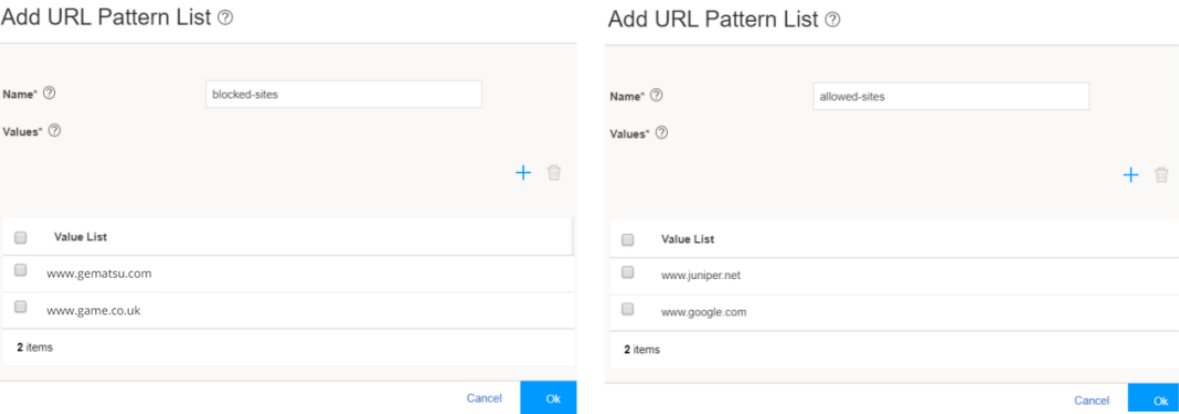 Add URL Pattern List ?
Name* ? blocked-sites
Values* ?
+
Value List
www.gematsu.com
www.game.co.uk
2 items
Cancel Ok
Add URL Pattern List ?
Name* ? allowed-sites
Values* ?
+
Value List
www.juniper.net
www.google.com
2 items
Cancel Ok